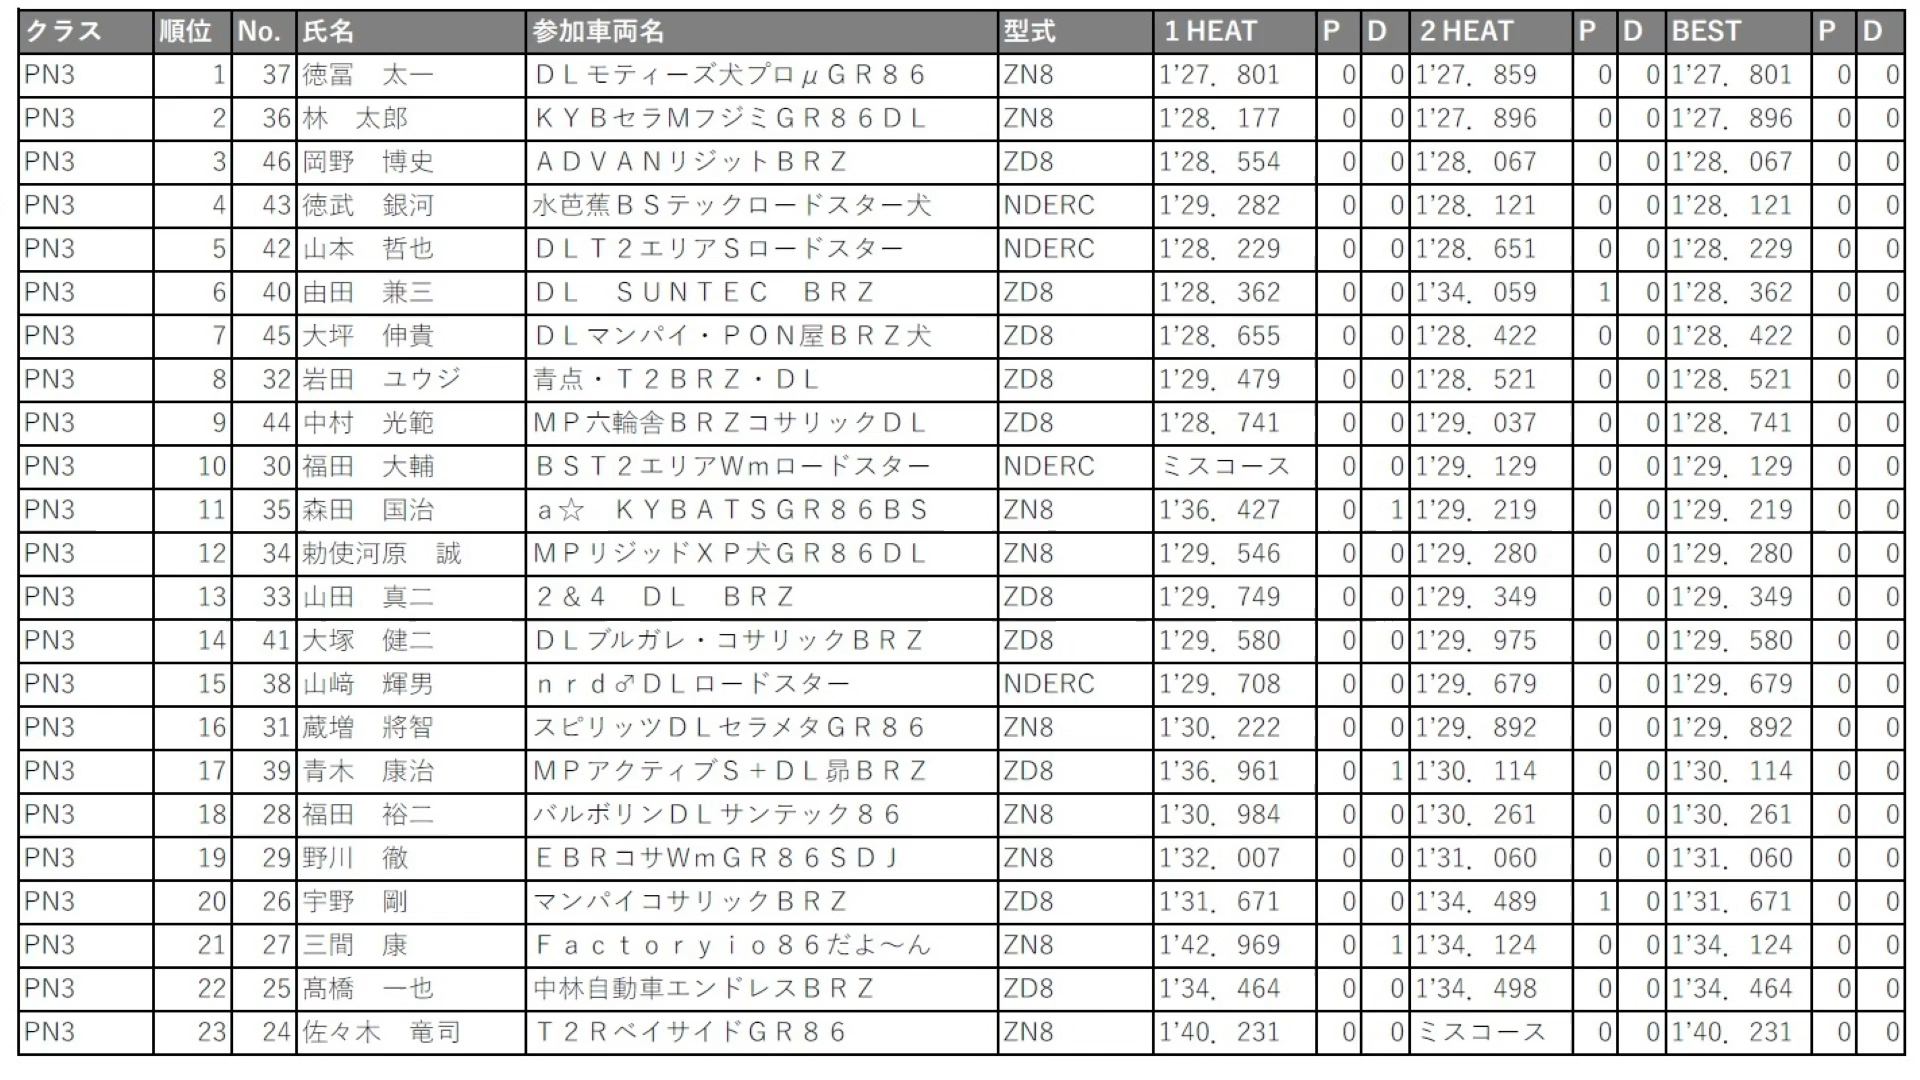 クラス 順位 No. 氏名 参加車両名 型式 1 HEAT P D 2 HEAT P D BEST P D
PN3 1 37 徳冨　太一 ＤＬモティーズ犬プロμＧＲ８６ ZN8 1’27．801 0 0 1’27．859 0 0 1’27．801 0 0
PN3 2 36 林　太郎 ＫＹＢセラＭフジミＧＲ８６ＤＬ ZN8 1’28．177 0 0 1’27．896 0 0 1’27．896 0 0
PN3 3 46 岡野　博史 ＡＤＶＡＮリジットＢＲＺ ZD8 1’28．554 0 0 1’28．067 0 0 1’28．067 0 0
PN3 4 43 徳武　銀河 水芭蕉ＢＳテックロードスター犬 NDERC 1’29．282 0 0 1’28．121 0 0 1’28．121 0 0
PN3 5 42 山本　哲也 ＤＬＴ２エリアＳロードスター NDERC 1’28．229 0 0 1’28．651 0 0 1’28．229 0 0
PN3 6 40 由田　兼三 ＤＬ　ＳＵＮＴＥＣ　ＢＲＺ ZD8 1’28．362 0 0 1’34．059 1 0 1’28．362 0 0
PN3 7 45 大坪　伸貴 ＤＬマンパイ・ＰＯＮ屋ＢＲＺ犬 ZD8 1’28．655 0 0 1’28．422 0 0 1’28．422 0 0
PN3 8 32 岩田　ユウジ 青点・Ｔ２ＢＲＺ・ＤＬ ZD8 1’29．479 0 0 1’28．521 0 0 1’28．521 0 0
PN3 9 44 中村　光範 ＭＰ六輪舎ＢＲＺコサリックＤＬ ZD8 1’28．741 0 0 1’29．037 0 0 1’28．741 0 0
PN3 10 30 福田　大輔 ＢＳＴ２エリアＷｍロードスター NDERC ミスコース 0 0 1’29．129 0 0 1’29．129 0 0
PN3 11 35 森田　国治 ａ☆　ＫＹＢＡＴＳＧＲ８６ＢＳ ZN8 1’36．427 0 1 1’29．219 0 0 1’29．219 0 0
PN3 12 34 勅使河原　誠 ＭＰリジッドＸＰ犬ＧＲ８６ＤＬ ZN8 1’29．546 0 0 1’29．280 0 0 1’29．280 0 0
PN3 13 33 山田　真二 ２＆４　ＤＬ　ＢＲＺ ZD8 1’29．749 0 0 1’29．349 0 0 1’29．349 0 0
PN3 14 41 大塚　健二 ＤＬブルガレ・コサリックＢＲＺ ZD8 1’29．580 0 0 1’29．975 0 0 1’29．580 0 0
PN3 15 38 山﨑　輝男 ｎｒｄ♂ＤＬロードスター NDERC 1’29．708 0 0 1’29．679 0 0 1’29．679 0 0
PN3 16 31 蔵増　將智 スピリッツＤＬセラメタＧＲ８６ ZN8 1’30．222 0 0 1’29．892 0 0 1’29．892 0 0
PN3 17 39 青木　康治 ＭＰアクティブＳ＋ＤＬ昴ＢＲＺ ZD8 1’36．961 0 1 1’30．114 0 0 1’30．114 0 0
PN3 18 28 福田　裕二 バルボリンＤＬサンテック８６ ZN8 1’30．984 0 0 1’30．261 0 0 1’30．261 0 0
PN3 19 29 野川　徹 ＥＢＲコサＷｍＧＲ８６ＳＤＪ ZN8 1’32．007 0 0 1’31．060 0 0 1’31．060 0 0
PN3 20 26 宇野　剛 マンパイコサリックＢＲＺ ZD8 1’31．671 0 0 1’34．489 1 0 1’31．671 0 0
PN3 21 27 三間　康 Ｆａｃｔｏｒｙｉｏ８６だよ～ん ZN8 1’42．969 0 1 1’34．124 0 0 1’34．124 0 0
PN3 22 25 髙橋　一也 中林自動車エンドレスＢＲＺ ZD8 1’34．464 0 0 1’34．498 0 0 1’34．464 0 0
PN3 23 24 佐々木　竜司 Ｔ２ＲベイサイドＧＲ８６ ZN8 1’40．231 0 0 ミスコース 0 0 1’40．231 0 0